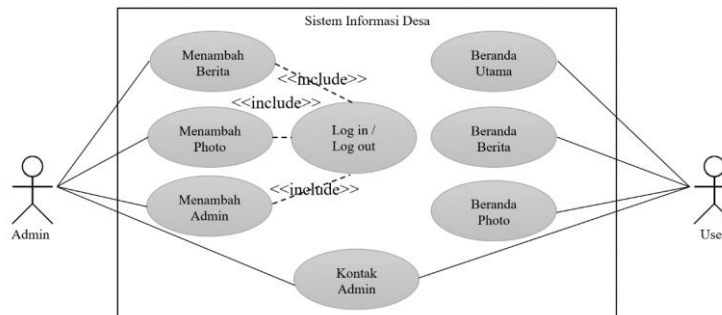 Sistem Informasi Desa
Menambah
Berita
<<include>>
Beranda
Utama
<<include>>
Menambah
Photo
Log in /
Log out
Beranda
Berita
<<include>>
Menambah
Admin
Beranda
Photo
Admin
Use
Kontak
Admin